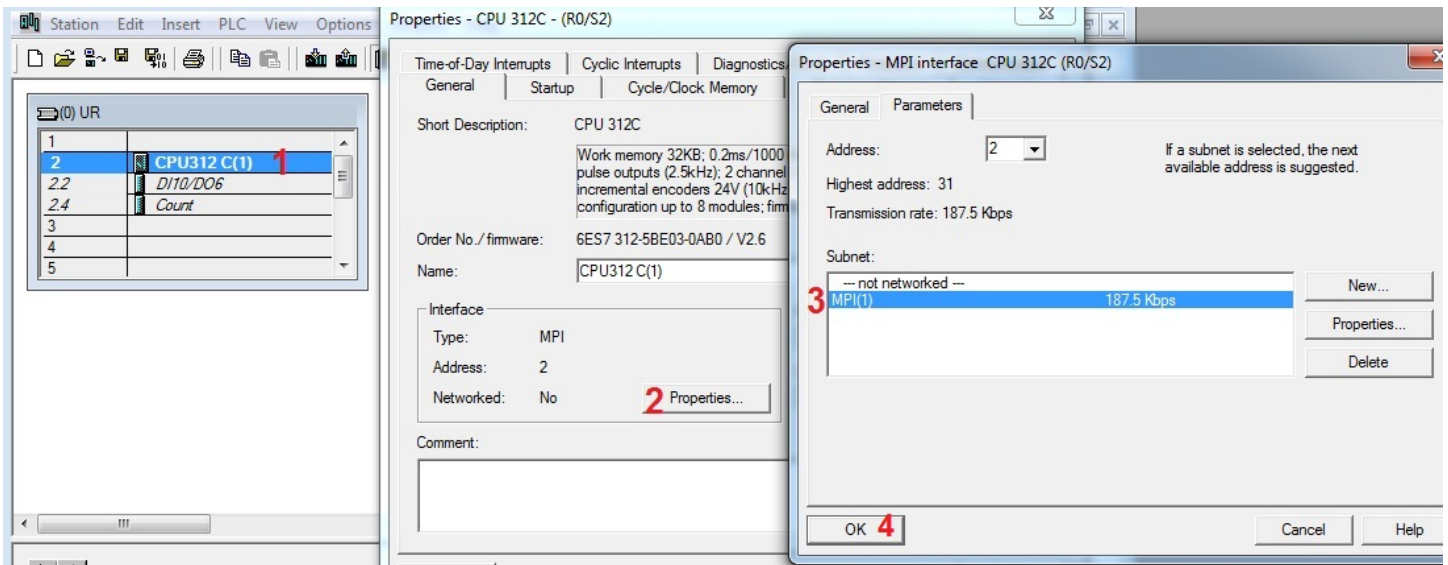 Station Edit Insert PLC View Options
(0) UR
1
2 CPU312 C(1) 1
2.2 DI10/DO6
2.4 Count
3
4
5
Properties - CPU 312C - (R0/S2)
Time-of-Day Interrupts Cyclic Interrupts Diagnostics
General Startup Cycle/Clock Memory
Short Description: CPU 312C
Work memory 32KB; 0.2ms/1000
pulse outputs (2.5kHz); 2 channel
incremental encoders 24V (10kHz
configuration up to 8 modules; firm
Order No./ firmware: 6ES7 312-5BE03-0AB0 / V2.6
Name: CPU312 C(1)
Interface
Type: MPI
Address: 2
Networked: No 2 Properties...
Comment:
Properties - MPI interface CPU 312C (R0/S2)
General Parameters
Address: 2
If a subnet is selected, the next
available address is suggested.
Highest address: 31
Transmission rate: 187.5 Kbps
Subnet:
--- not networked ---
3 MPI(1) 187.5 Kbps
New...
Properties...
Delete
OK 4 Cancel Help